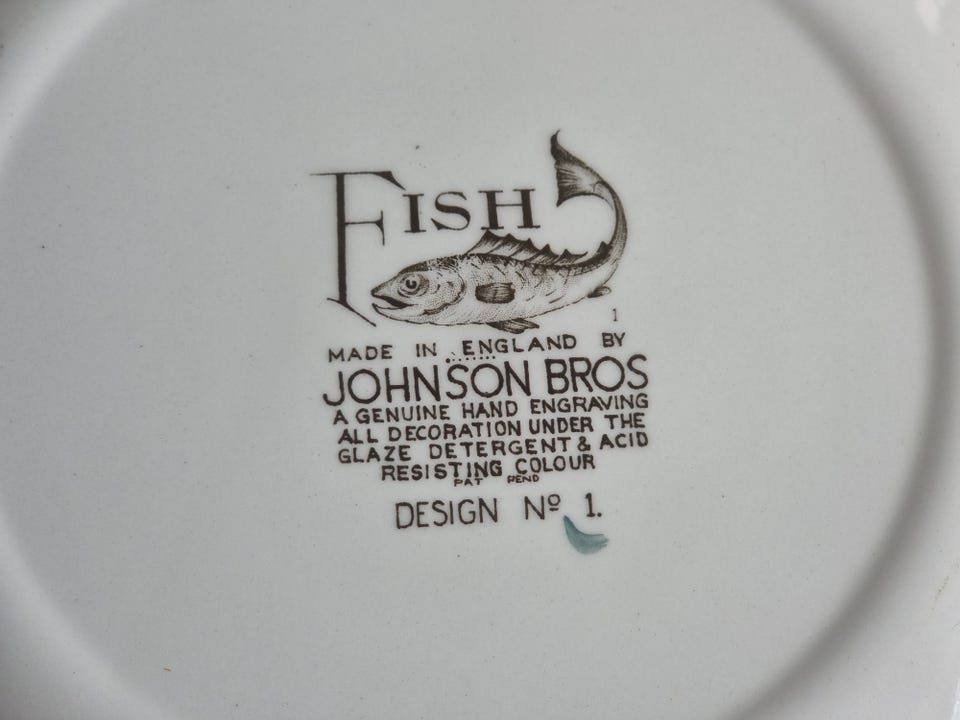 FISH
1
MADE IN ENGLAND BY
JOHNSON BROS
A GENUINE HAND ENGRAVING
ALL DECORATION UNDER THE
GLAZE DETERGENT & ACID
RESISTING COLOUR
PAT PEND
DESIGN Nº 1.